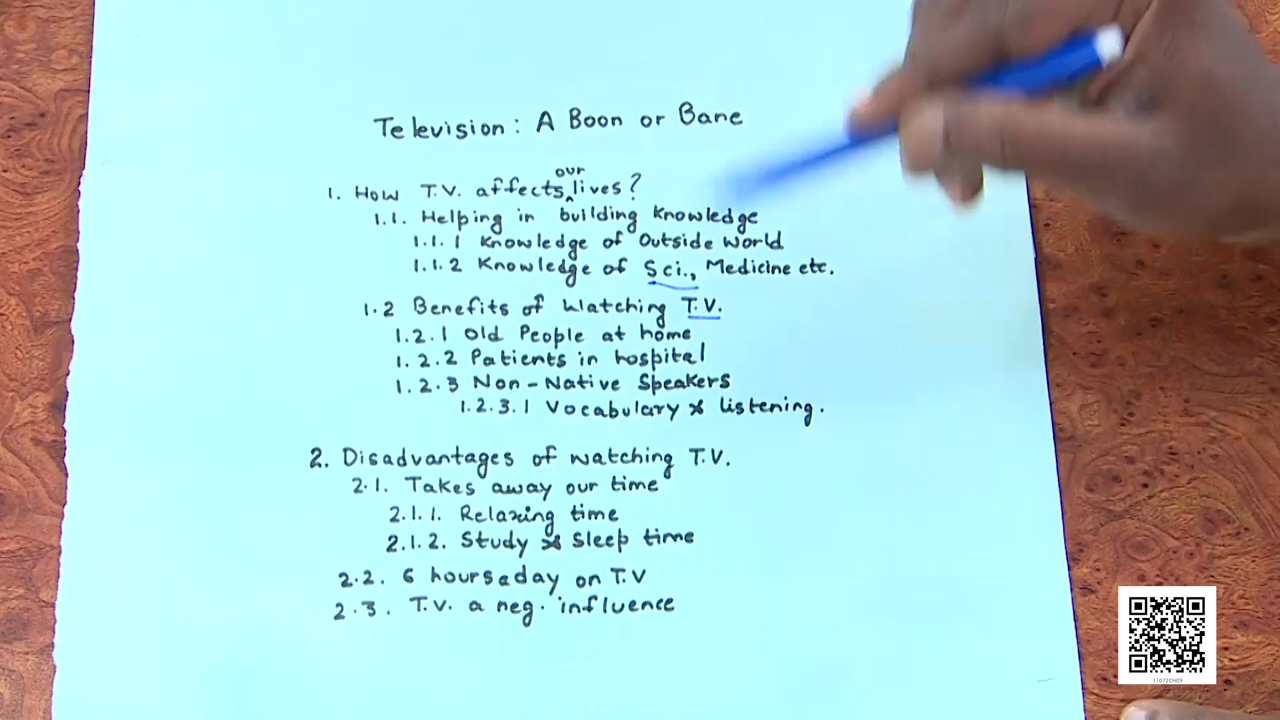 Television: A Boon or Bane
1. How T.V. affects our lives?
1.1. Helping in building knowledge
1.1.1 Knowledge of Outside World
1.1.2 Knowledge of Sci., Medicine etc.
1.2 Benefits of Watching T.V.
1.2.1 Old People at home
1.2.2 Patients in hospital
1.2.3 Non-Native Speakers
1.2.3.1 Vocabulary & listening.
2. Disadvantages of watching T.V.
2.1. Takes away our time
2.1.1. Relaxing time
2.1.2. Study & Sleep time
2.2. 6 hours a day on T.V
2.3. T.V. a neg. influence
11072CH09